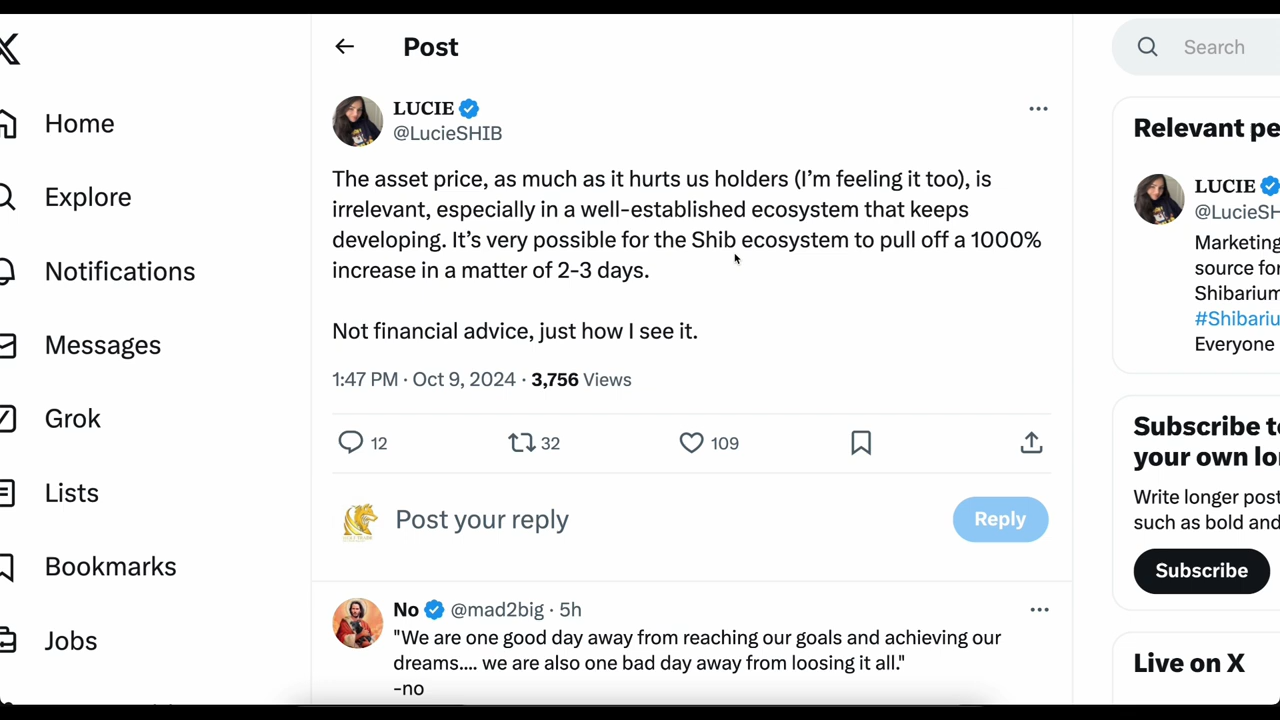 Post
Search
LUCIE
@LucieSHIB
The asset price, as much as it hurts us holders (I’m feeling it too), is
irrelevant, especially in a well-established ecosystem that keeps
developing. It’s very possible for the Shib ecosystem to pull off a 1000%
increase in a matter of 2-3 days.
Not financial advice, just how I see it.
1:47 PM · Oct 9, 2024 · 3,756 Views
12 32 109
Post your reply
Reply
No @mad2big · 5h
"We are one good day away from reaching our goals and achieving our
dreams.... we are also one bad day away from loosing it all."
-no
Home
Explore
Notifications
Messages
Grok
Lists
Bookmarks
Jobs
Relevant pe
LUCIE
@LucieSH
Marketing
source for
Shibarium
#Shibariu
Everyone
Subscribe to
your own lo
Write longer post
such as bold and
Subscribe
Live on X